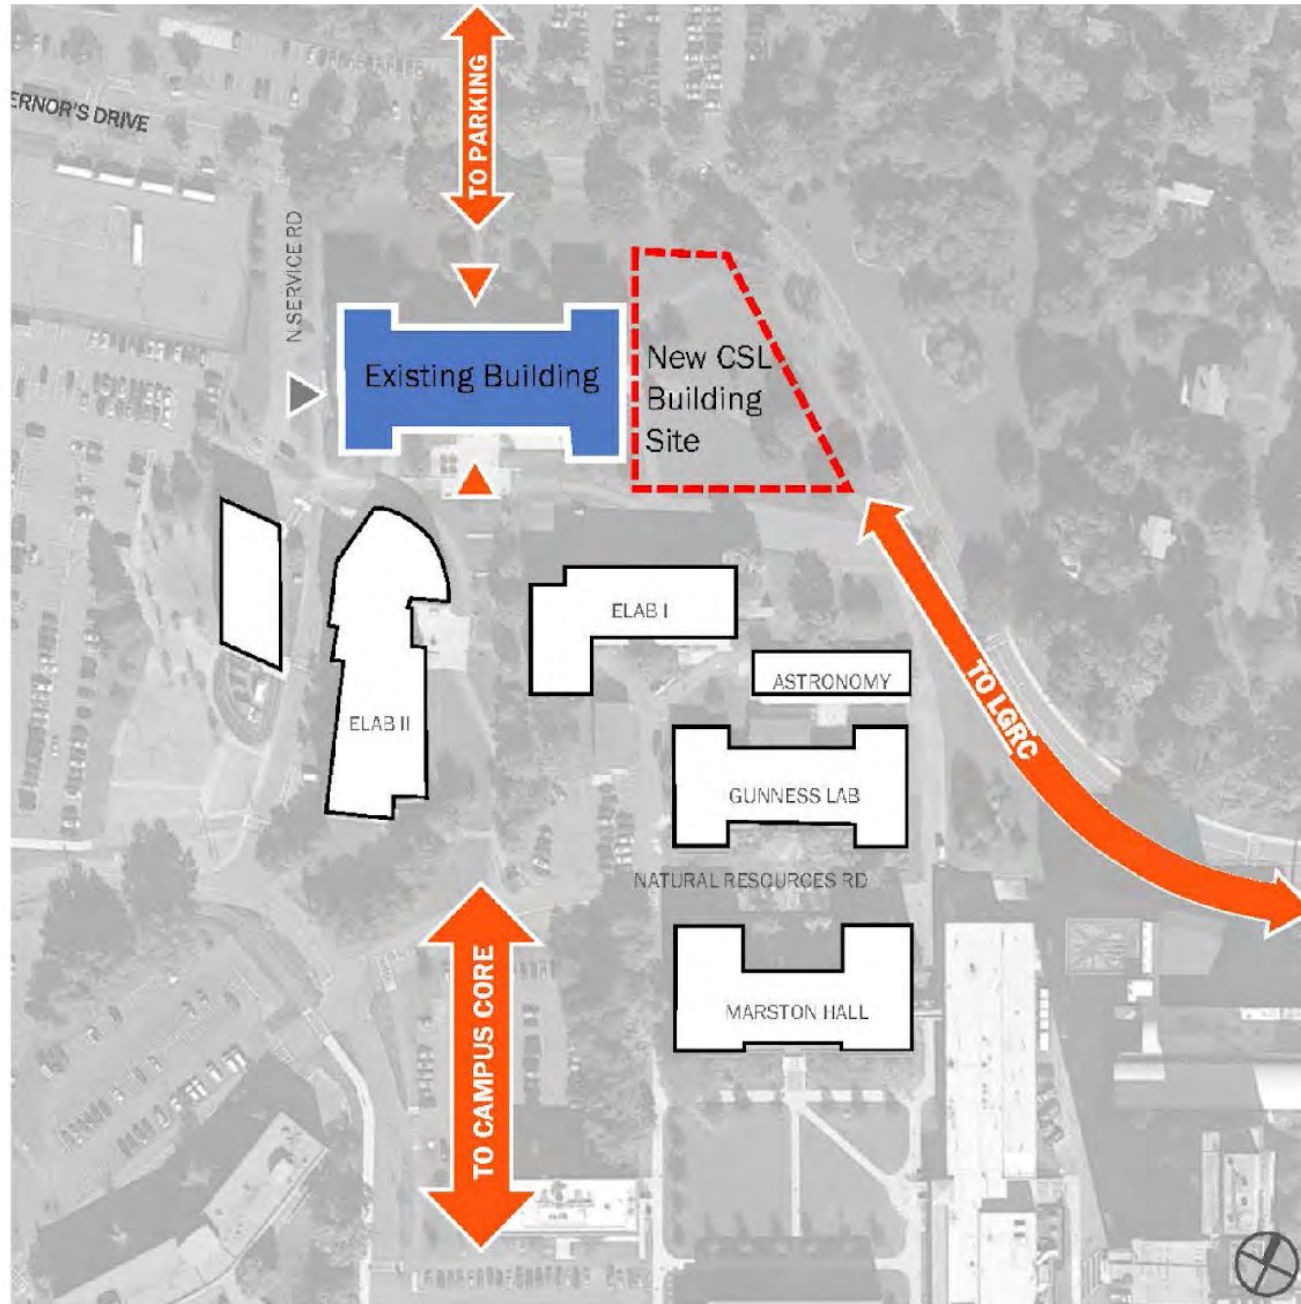 TO PARKING
ERNOR'S DRIVE
N.SERVICE RD
Existing Building
New CSL
Building
Site
ELAB I
ASTRONOMY
ELAB II
TO LGRC
GUNNESS LAB
NATURAL RESOURCES RD
TO CAMPUS CORE
MARSTON HALL